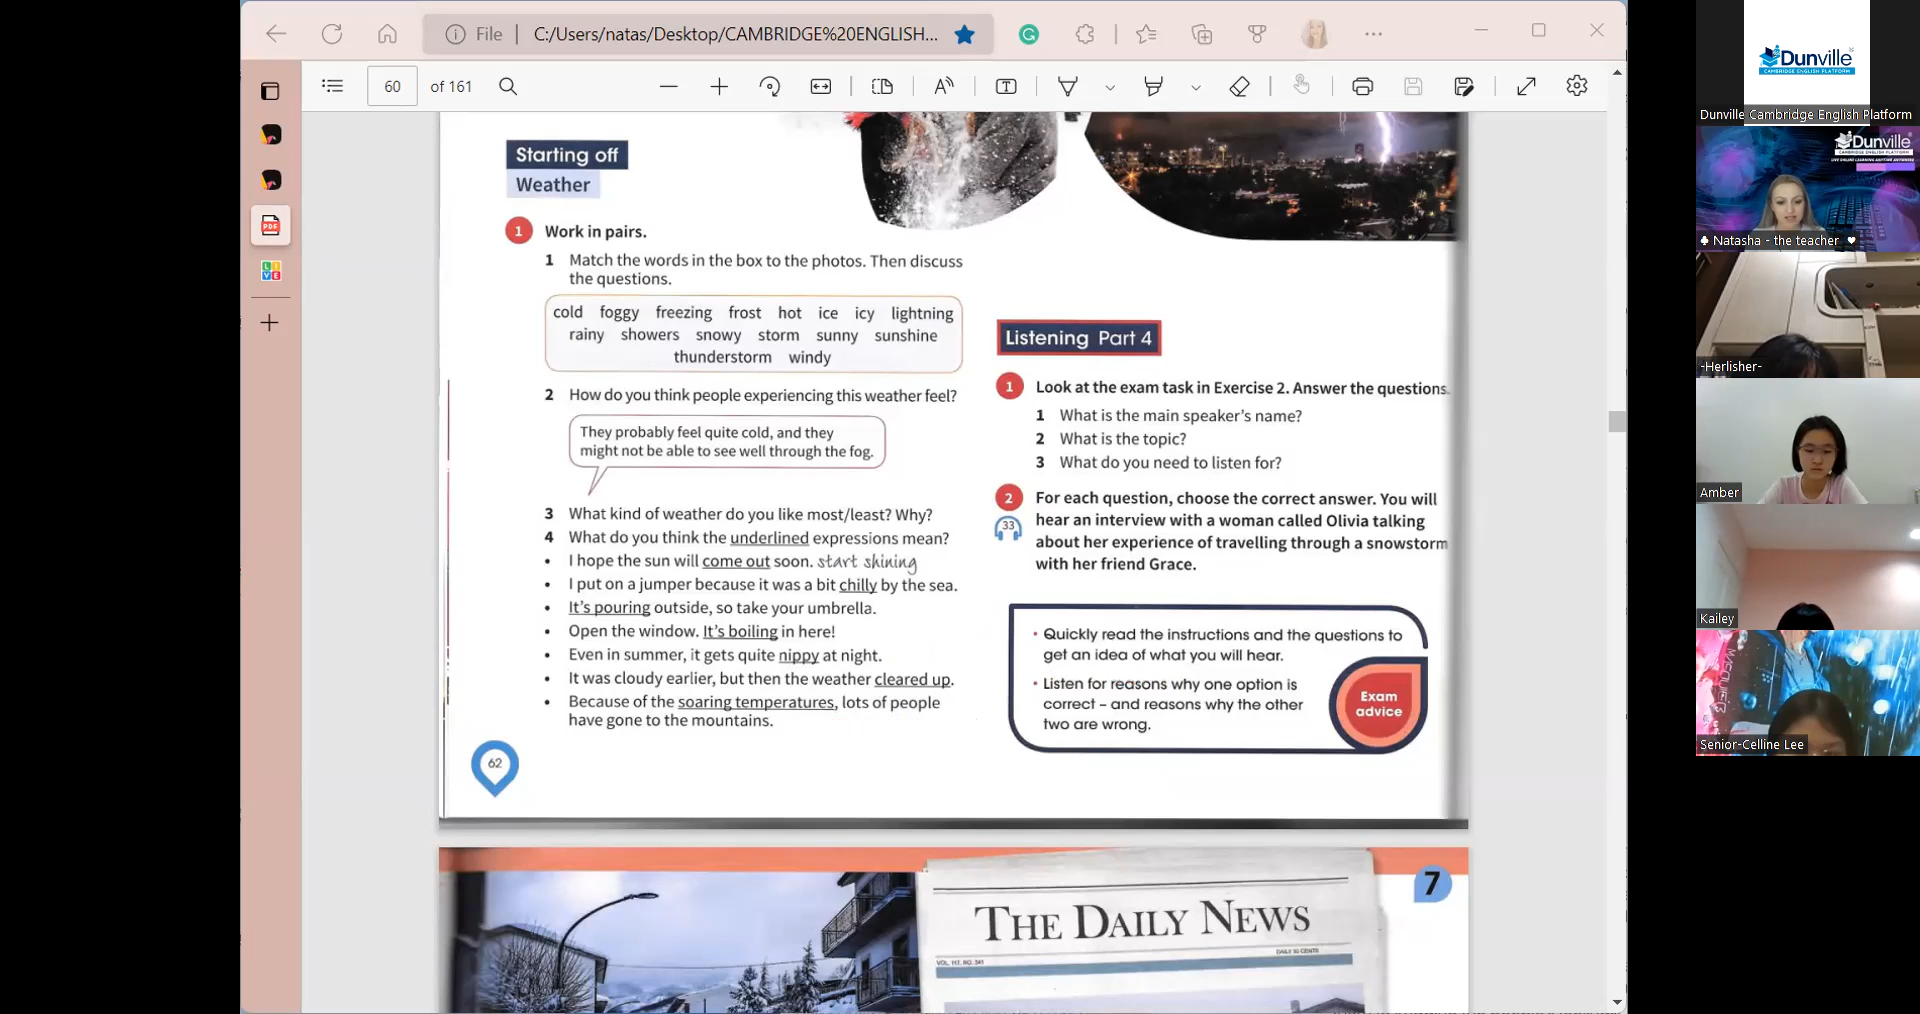 File
C:/Users/natas/Desktop/CAMBRIDGE%20ENGLISH...
60
of 161
Starting off
Weather
1 Work in pairs.
1 Match the words in the box to the photos. Then discuss
the questions.
cold foggy freezing frost hot ice icy lightning
rainy showers snowy storm sunny sunshine
thunderstorm windy
2 How do you think people experiencing this weather feel?
They probably feel quite cold, and they
might not be able to see well through the fog.
3 What kind of weather do you like most/least? Why?
4 What do you think the underlined expressions mean?
• I hope the sun will come out soon. start shining
• I put on a jumper because it was a bit chilly by the sea.
• It's pouring outside, so take your umbrella.
• Open the window. It's boiling in here!
• Even in summer, it gets quite nippy at night.
• It was cloudy earlier, but then the weather cleared up.
• Because of the soaring temperatures, lots of people
have gone to the mountains.
62
Listening Part 4
1 Look at the exam task in Exercise 2. Answer the questions.
1 What is the main speaker's name?
2 What is the topic?
3 What do you need to listen for?
2 For each question, choose the correct answer. You will
33
hear an interview with a woman called Olivia talking
about her experience of travelling through a snowstorm
with her friend Grace.
• Quickly read the instructions and the questions to
get an idea of what you will hear.
• Listen for reasons why one option is
correct – and reasons why the other
two are wrong.
Exam
advice
7
THE DAILY NEWS
PDF
LIVE
Dunville
CAMBRIDGE ENGLISH PLATFORM
Dunville Cambridge English Platform
Dunville
Natasha - the teacher
-Herlisher-
Amber
Kailey
Senior-Celline Lee